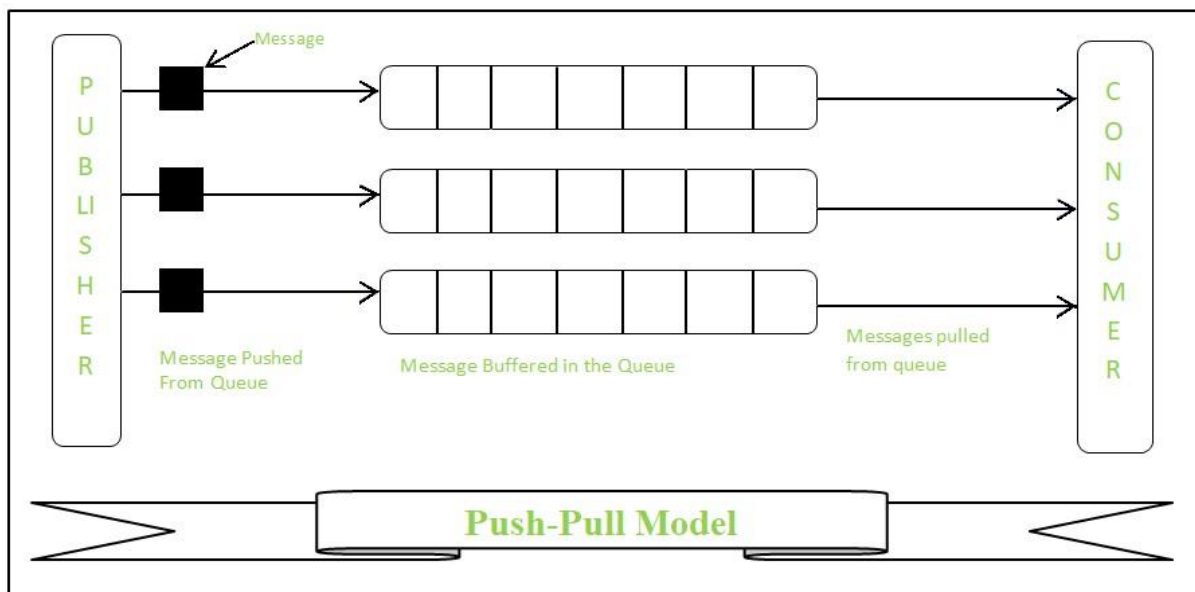 Message
P
U
B
LI
S
H
E
R
C
O
N
S
U
M
E
R
Message Pushed
From Queue
Message Buffered in the Queue
Messages pulled
from queue
Push-Pull Model